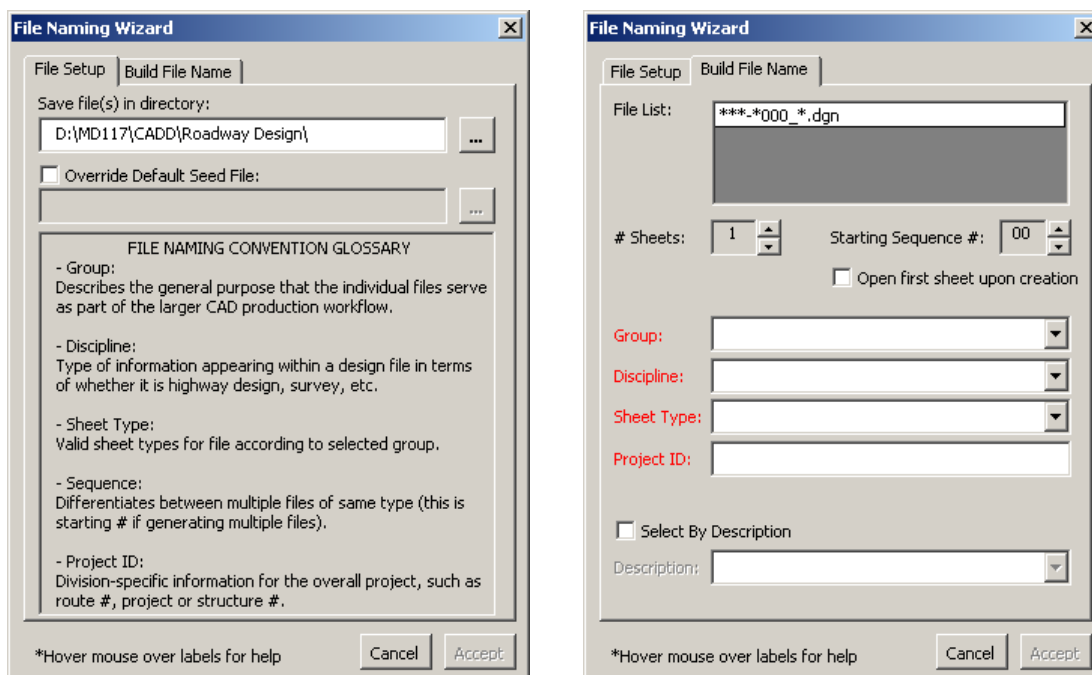 File Naming Wizard
File Setup
Build File Name
Save file(s) in directory:
D:\MD117\CADD\Roadway Design\
...
Override Default Seed File:
...
FILE NAMING CONVENTION GLOSSARY
- Group:
Describes the general purpose that the individual files serve
as part of the larger CAD production workflow.
- Discipline:
Type of information appearing within a design file in terms
of whether it is highway design, survey, etc.
- Sheet Type:
Valid sheet types for file according to selected group.
- Sequence:
Differentiates between multiple files of same type (this is
starting # if generating multiple files).
- Project ID:
Division-specific information for the overall project, such as
route #, project or structure #.
*Hover mouse over labels for help
Cancel
Accept
File Naming Wizard
File Setup
Build File Name
File List:
***-*000_*.dgn
# Sheets:
1
Starting Sequence #:
00
Open first sheet upon creation
Group:
Discipline:
Sheet Type:
Project ID:
Select By Description
Description:
*Hover mouse over labels for help
Cancel
Accept